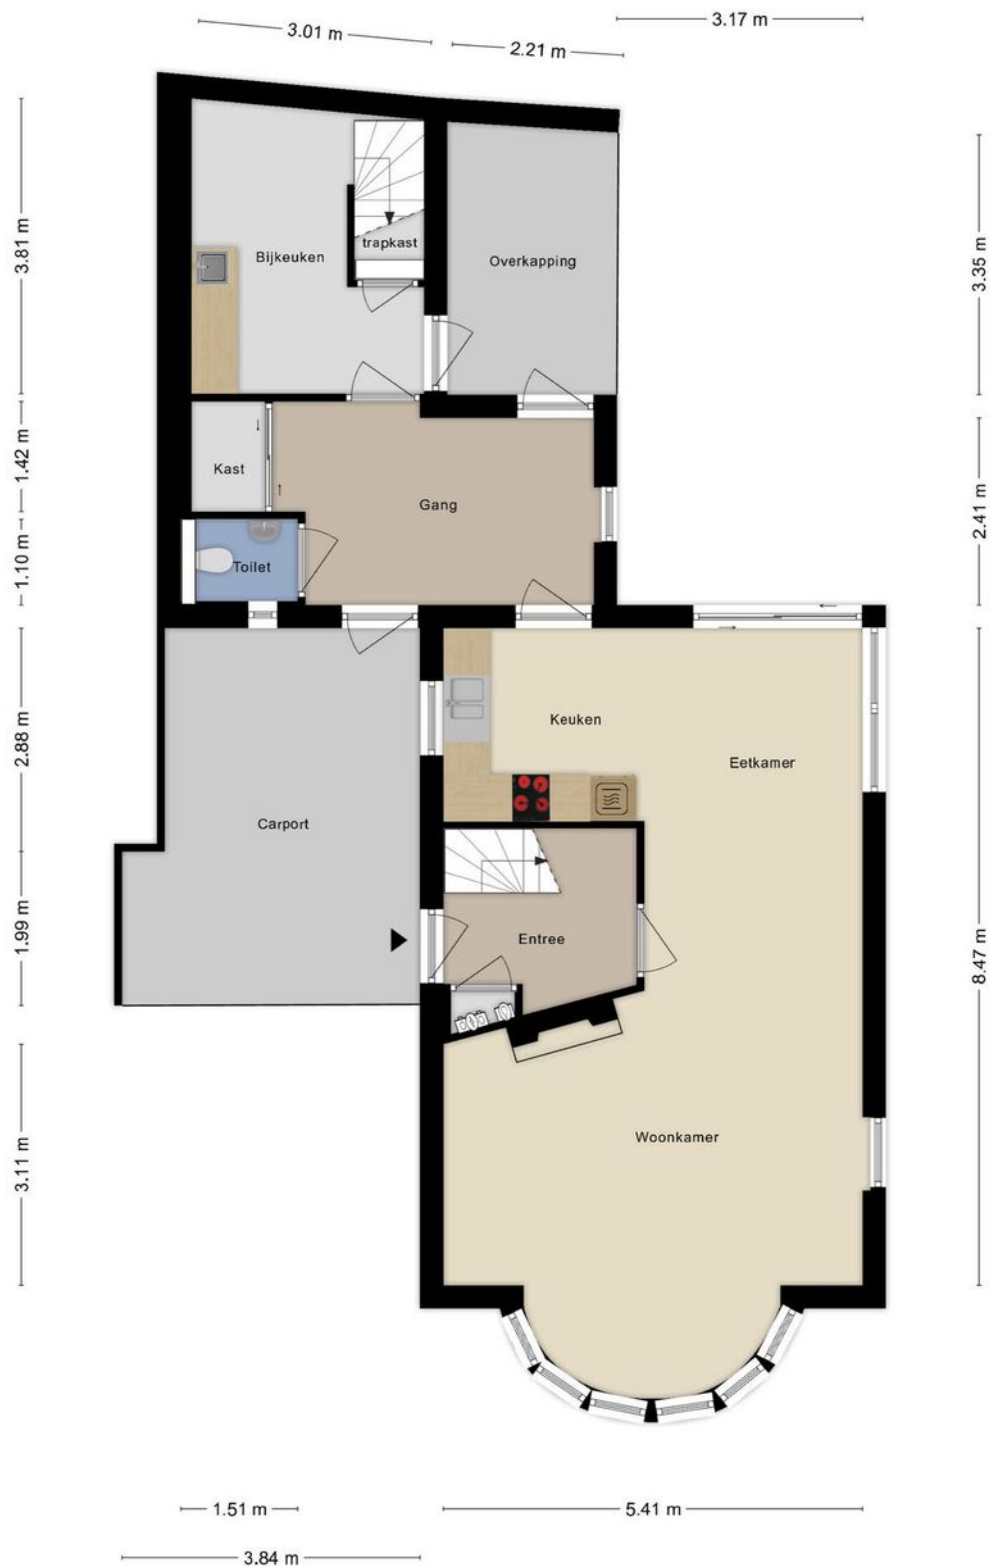 3.17 m
3.01 m
2.21 m
3.81 m
3.35 m
trapkast
Bijkeuken
Overkapping
1.42 m
Kast
Gang
2.41 m
1.10 m
Toilet
2.88 m
Keuken
Eetkamer
Carport
1.99 m
Entree
8.47 m
3.11 m
Woonkamer
1.51 m
5.41 m
3.84 m